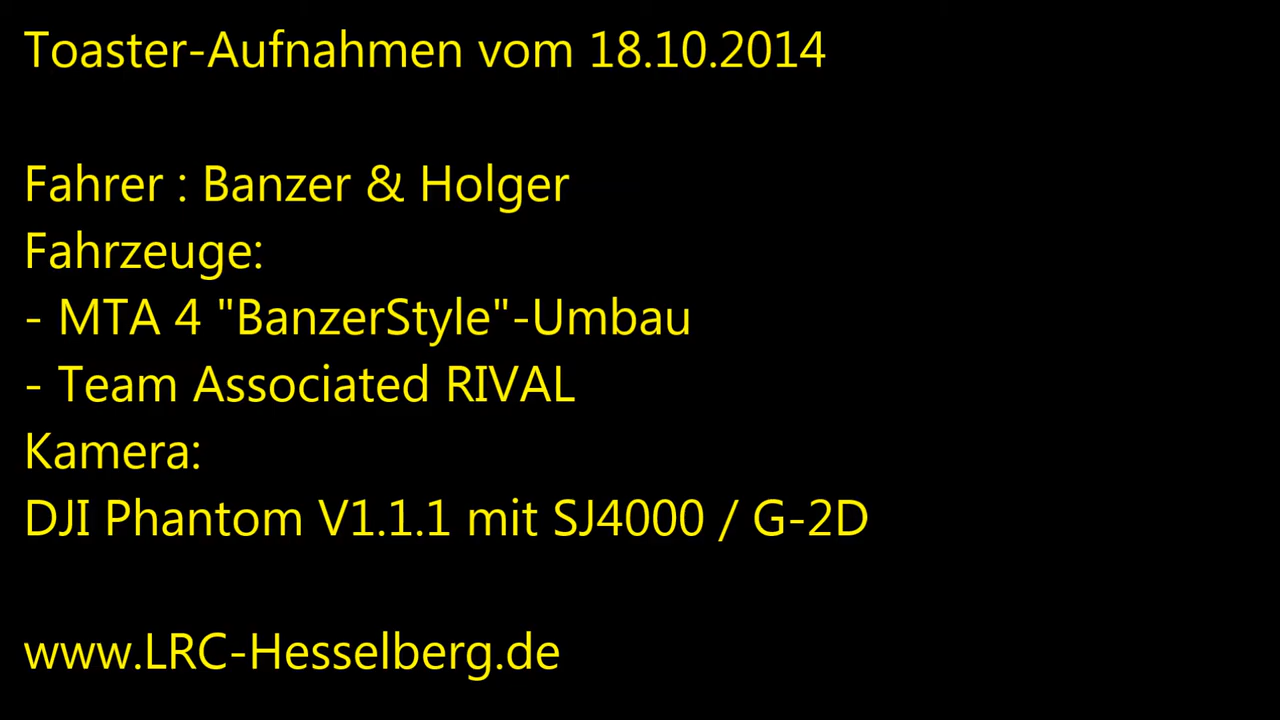 Toaster-Aufnahmen vom 18.10.2014
Fahrer : Banzer & Holger
Fahrzeuge:
- MTA 4 "BanzerStyle"-Umbau
- Team Associated RIVAL
Kamera:
DJI Phantom V1.1.1 mit SJ4000 / G-2D
www.LRC-Hesselberg.de